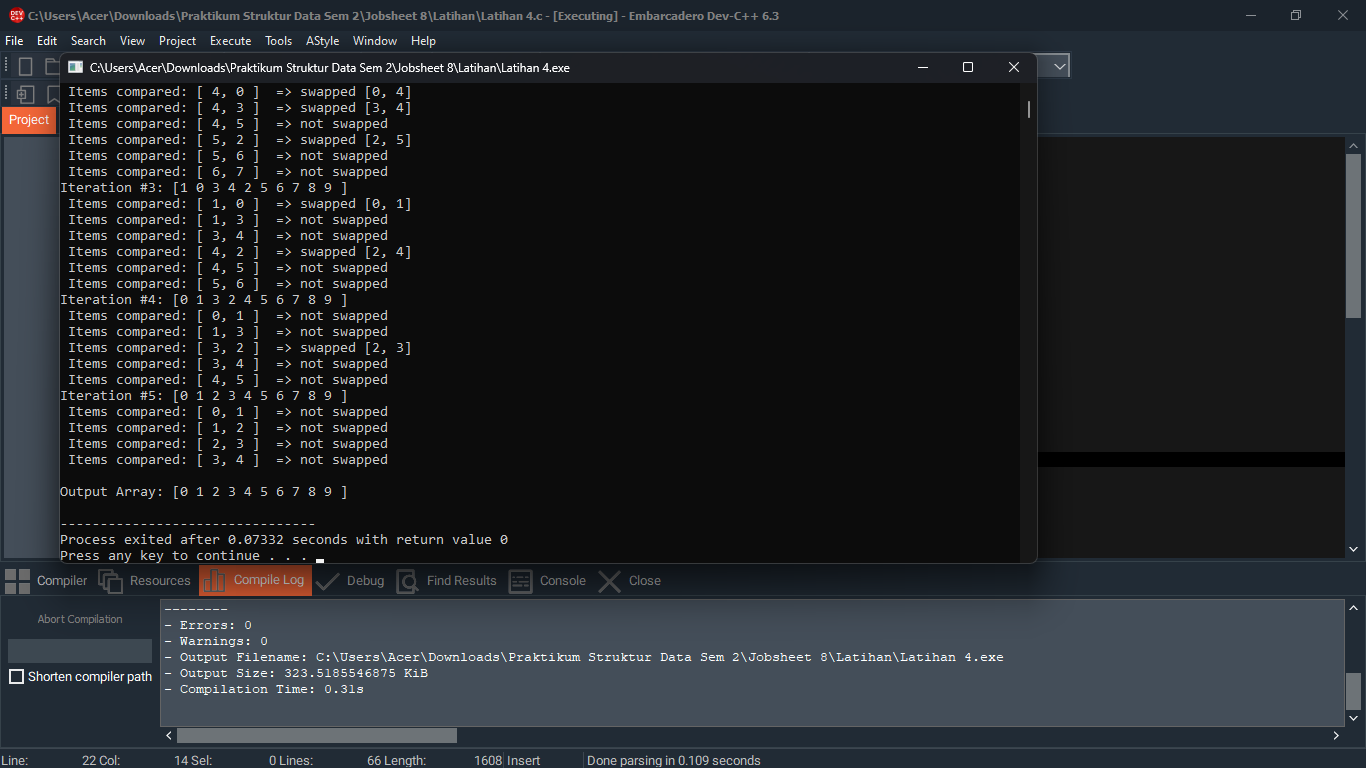 C:\Users\Acer\Downloads\Praktikum Struktur Data Sem 2\Jobsheet 8\Latihan\Latihan 4.c - [Executing] - Embarcadero Dev-C++ 6.3
File Edit Search View Project Execute Tools AStyle Window Help
C:\Users\Acer\Downloads\Praktikum Struktur Data Sem 2\Jobsheet 8\Latihan\Latihan 4.exe
Project
Items compared: [ 4, 0 ]  => swapped [0, 4]
Items compared: [ 4, 3 ]  => swapped [3, 4]
Items compared: [ 4, 5 ]  => not swapped
Items compared: [ 5, 2 ]  => swapped [2, 5]
Items compared: [ 5, 6 ]  => not swapped
Items compared: [ 6, 7 ]  => not swapped
Iteration #3: [1 0 3 4 2 5 6 7 8 9 ]
Items compared: [ 1, 0 ]  => swapped [0, 1]
Items compared: [ 1, 3 ]  => not swapped
Items compared: [ 3, 4 ]  => not swapped
Items compared: [ 4, 2 ]  => swapped [2, 4]
Items compared: [ 4, 5 ]  => not swapped
Items compared: [ 5, 6 ]  => not swapped
Iteration #4: [0 1 3 2 4 5 6 7 8 9 ]
Items compared: [ 0, 1 ]  => not swapped
Items compared: [ 1, 3 ]  => not swapped
Items compared: [ 3, 2 ]  => swapped [2, 3]
Items compared: [ 3, 4 ]  => not swapped
Items compared: [ 4, 5 ]  => not swapped
Iteration #5: [0 1 2 3 4 5 6 7 8 9 ]
Items compared: [ 0, 1 ]  => not swapped
Items compared: [ 1, 2 ]  => not swapped
Items compared: [ 2, 3 ]  => not swapped
Items compared: [ 3, 4 ]  => not swapped
Output Array: [0 1 2 3 4 5 6 7 8 9 ]
--------------------------------
Process exited after 0.07332 seconds with return value 0
Press any key to continue . . .
Compiler Resources Compile Log Debug Find Results Console Close
Abort Compilation
Shorten compiler path
--------
- Errors: 0
- Warnings: 0
- Output Filename: C:\Users\Acer\Downloads\Praktikum Struktur Data Sem 2\Jobsheet 8\Latihan\Latihan 4.exe
- Output Size: 323.5185546875 KiB
- Compilation Time: 0.31s
Line: 22 Col: 14 Sel: 0 Lines: 66 Length: 1608 Insert Done parsing in 0.109 seconds